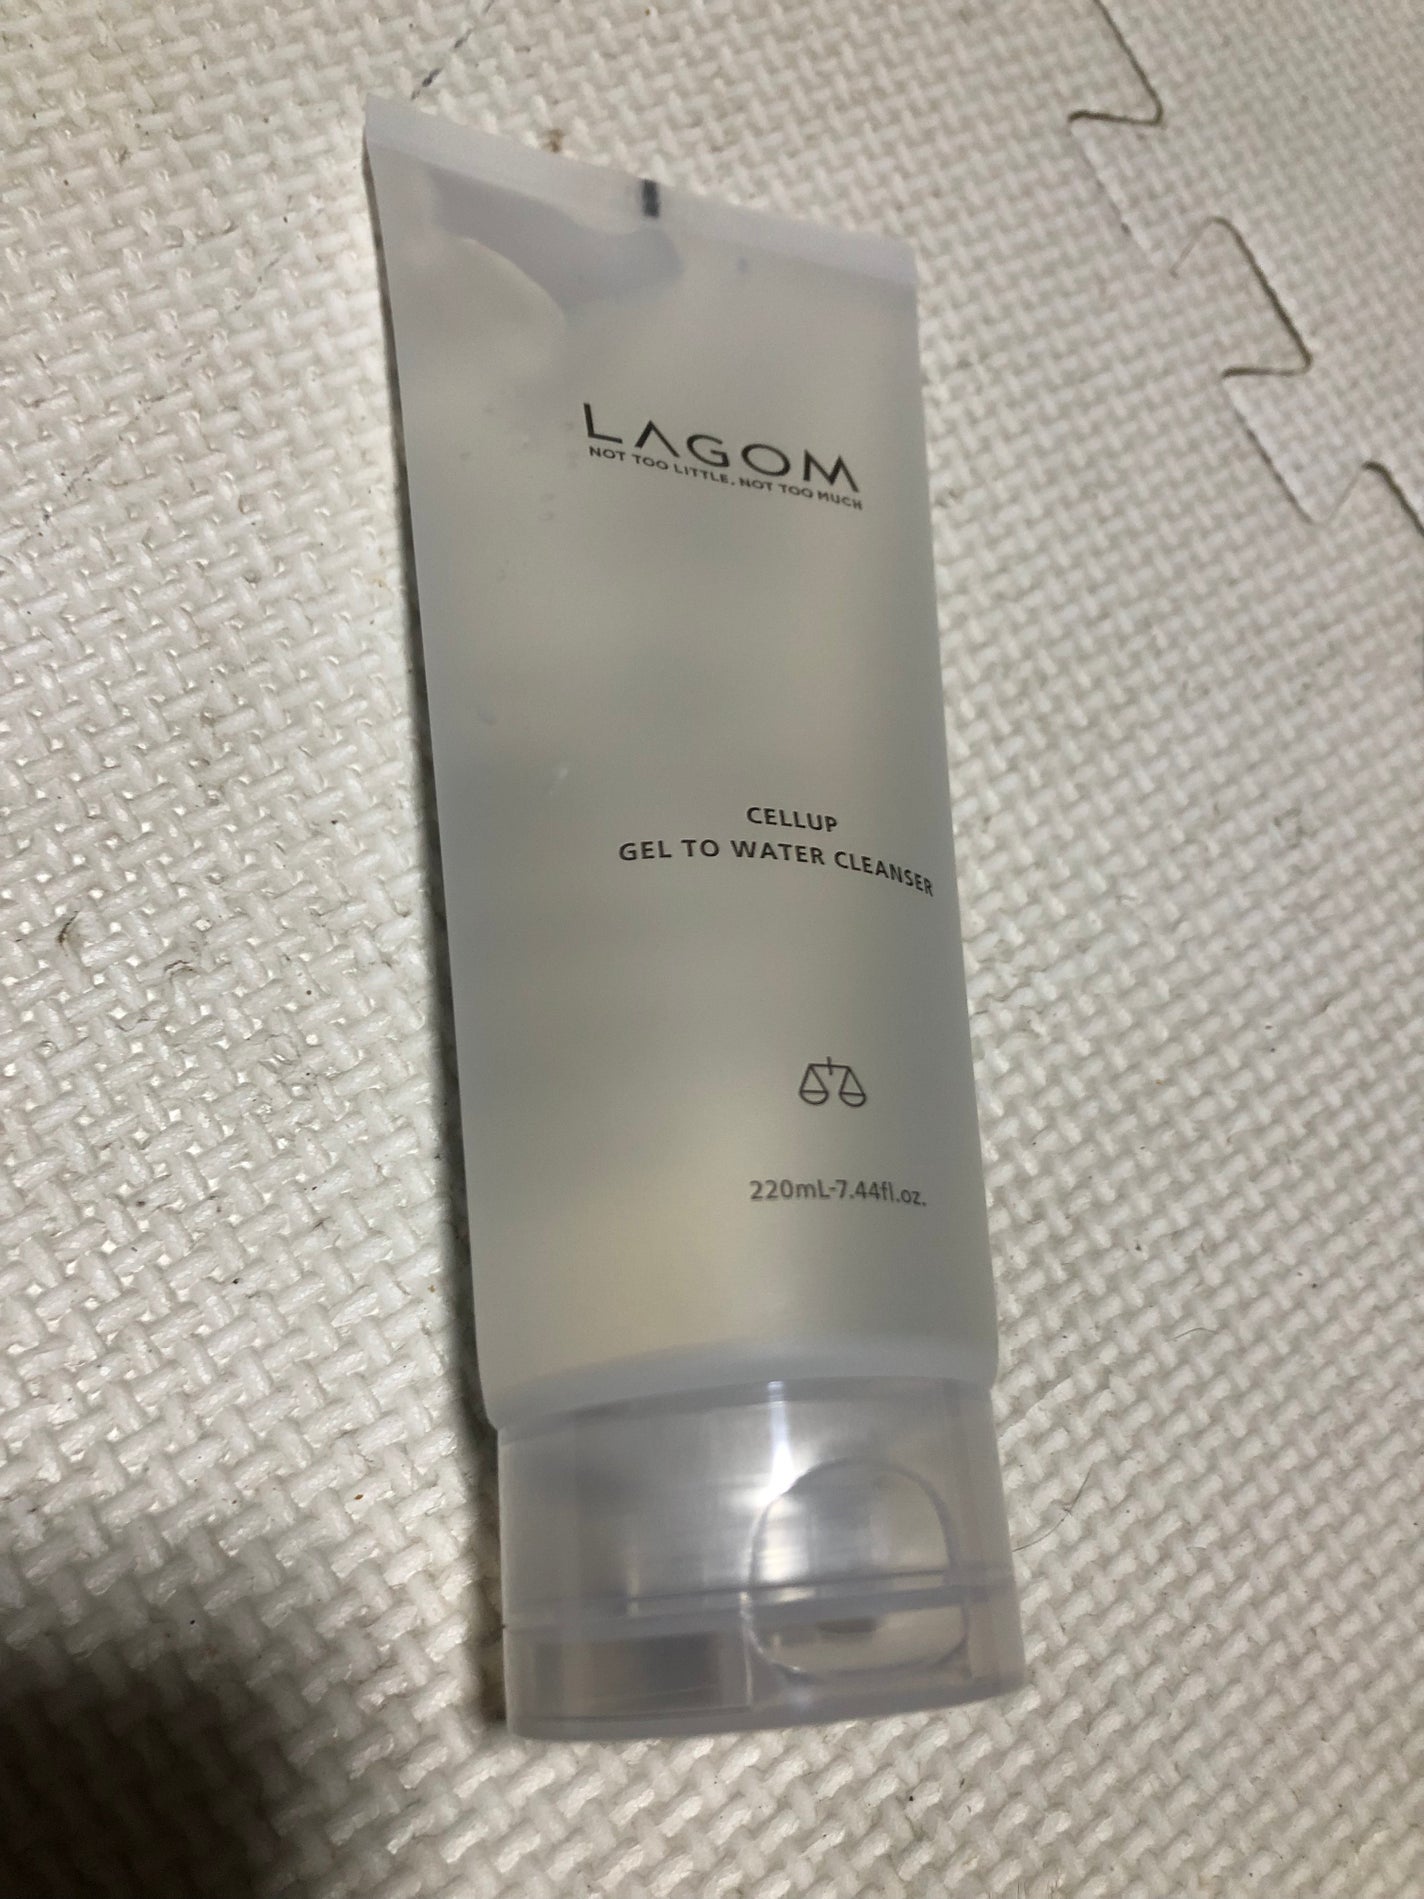 LAGOM
NOT TOO LITTLE, NOT TOO MUCH
CELLUP
GEL TO WATER CLEANSER
220mL-7.44fl.oz.